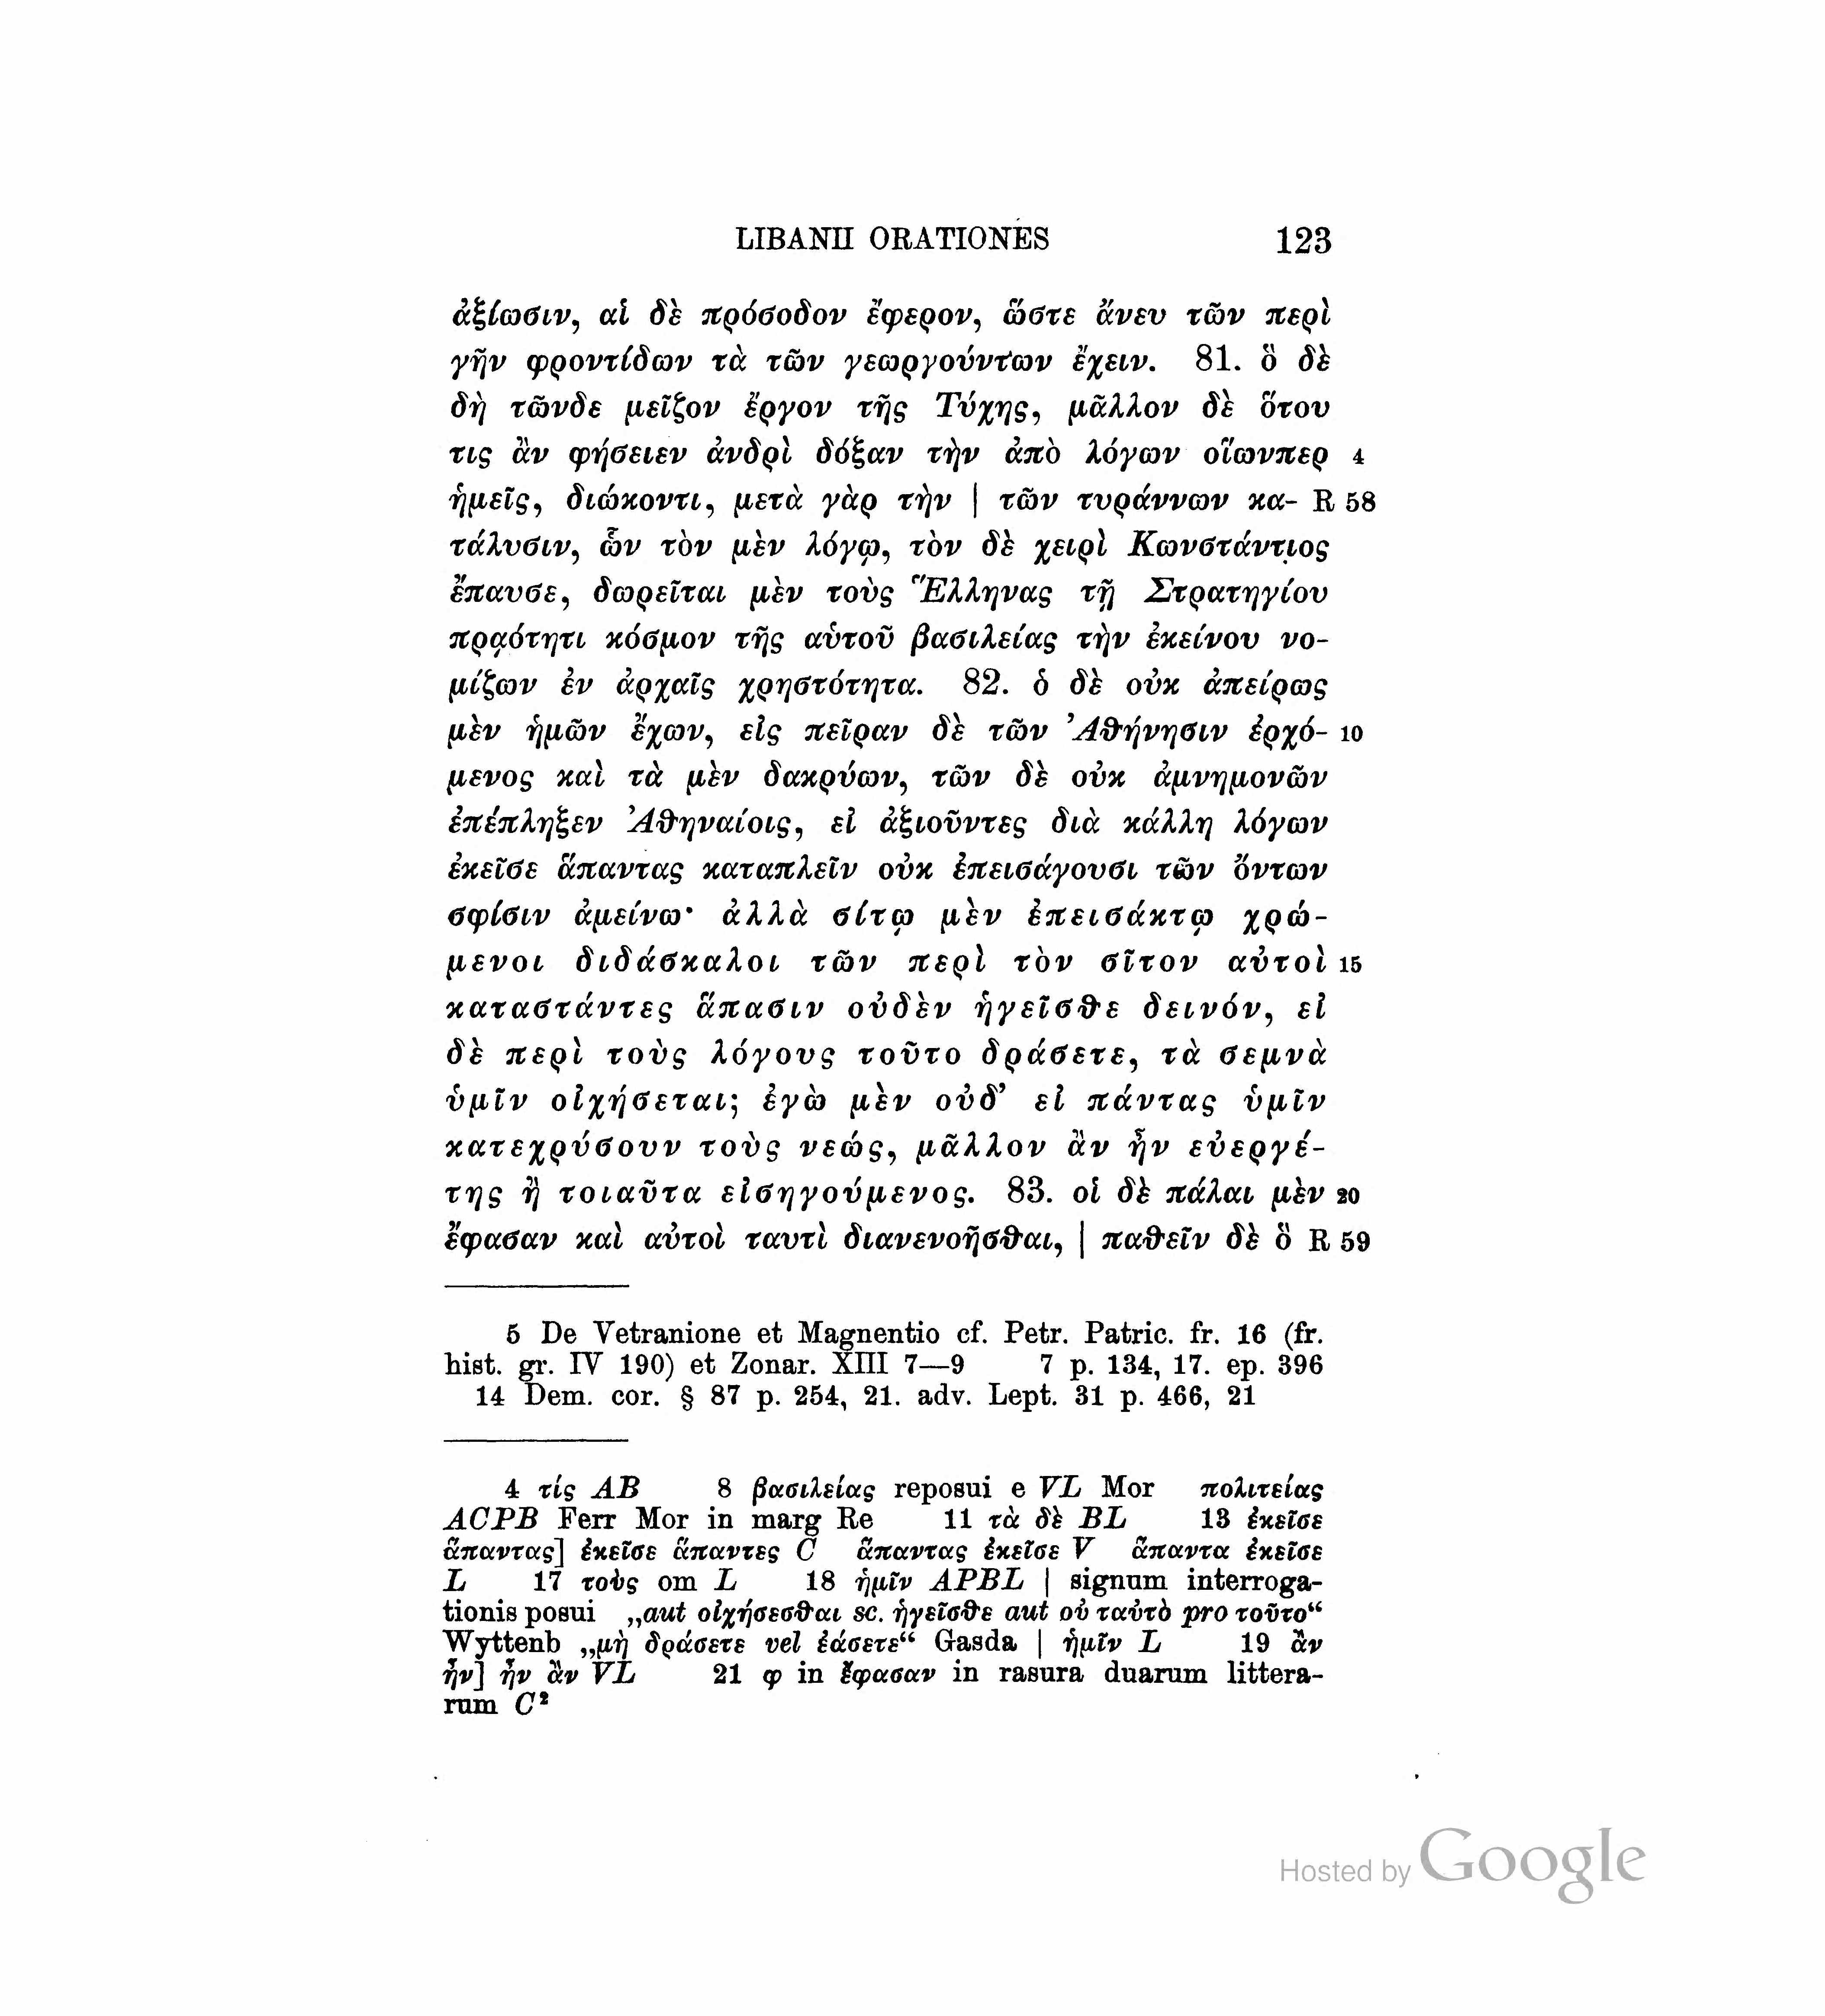 LIBANII ORATIONES 123
ἀξίωσιν, αἱ δὲ πρόσοδον ἔφερον, ὥστε ἄνευ τῶν περὶ
γῆν φροντίδων τὰ τῶν γεωργούντων ἔχειν. 81. ὃ δὲ
δὴ τῶνδε μεῖζον ἔργον τῆς Τύχης, μᾶλλον δὲ ὅτου
τις ἂν φήσειεν ἀνδρὶ δόξαν τὴν ἀπὸ λόγων οἵωνπερ 4
ἡμεῖς, διώκοντι, μετὰ γὰρ τὴν | τῶν τυράννων κα- R 58
τάλυσιν, ὧν τὸν μὲν λόγῳ, τὸν δὲ χειρὶ Κωνστάντιος
ἔπαυσε, δωρεῖται μὲν τοὺς Ἕλληνας τῇ Στρατηγίου
πρᾳότητι κόσμον τῆς αὑτοῦ βασιλείας τὴν ἐκείνου νο-
μίζων ἐν ἀρχαῖς χρηστότητα. 82. ὁ δὲ οὐκ ἀπείρως
μὲν ἡμῶν ἔχων, εἰς πεῖραν δὲ τῶν Ἀθήνησιν ἐρχό- 10
μενος καὶ τὰ μὲν δακρύων, τῶν δὲ οὐκ ἀμνημονῶν
ἐπέπληξεν Ἀθηναίοις, εἰ ἀξιοῦντες διὰ κάλλη λόγων
ἐκεῖσε ἅπαντας καταπλεῖν οὐκ ἐπεισάγουσι τῶν ὄντων
σφίσιν ἀμείνω· ἀλλὰ σίτῳ μὲν ἐπεισάκτῳ χρώ-
μενοι διδάσκαλοι τῶν περὶ τὸν σῖτον αὐτοὶ 15
καταστάντες ἅπασιν οὐδὲν ἡγεῖσθε δεινόν, εἰ
δὲ περὶ τοὺς λόγους τοῦτο δράσετε, τὰ σεμνὰ
ὑμῖν οἰχήσεται; ἐγὼ μὲν οὐδ’ εἰ πάντας ὑμῖν
κατεχρύσουν τοὺς νεώς, μᾶλλον ἂν ἦν εὐεργέ-
της ἢ τοιαῦτα εἰσηγούμενος. 83. οἱ δὲ πάλαι μὲν 20
ἔφασαν καὶ αὐτοὶ ταυτὶ διανενοῆσθαι, | παθεῖν δὲ ὃ R 59
5 De Vetranione et Magnentio cf. Petr. Patric. fr. 16 (fr.
hist. gr. IV 190) et Zonar. XIII 7—9 7 p. 134, 17. ep. 396
14 Dem. cor. § 87 p. 254, 21. adv. Lept. 31 p. 466, 21
4 τίς AB 8 βασιλείας reposui e VL Mor πολιτείας
ACPB Ferr Mor in marg Re 11 τὰ δὲ BL 13 ἐκεῖσε
ἅπαντας] ἐκεῖσε ἅπαντες C ἅπαντας ἐκεῖσε V ἅπαντα ἐκεῖσε
L 17 τοὺς om L 18 ἡμῖν APBL | signum interroga-
tionis posui „aut οἰχήσεσθαι sc. ἡγεῖσθε aut οὐ ταὐτὸ pro τοῦτο“
Wyttenb „μὴ δράσετε vel ἐάσετε“ Gasda | ἡμῖν L 19 ἂν
ἦν] ἦν ἂν VL 21 φ in ἔφασαν in rasura duarum littera-
rum C²
Hosted by Google